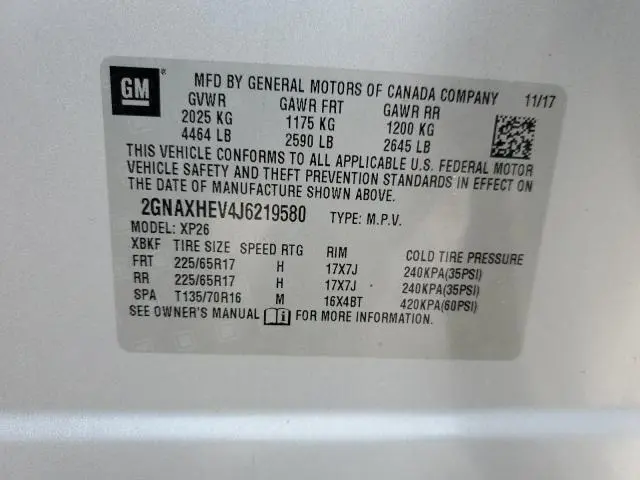 GM ® MFD BY GENERAL MOTORS OF CANADA COMPANY 11/17
GVWR GAWR FRT GAWR RR
2025 KG 1175 KG 1200 KG
4464 LB 2590 LB 2645 LB
THIS VEHICLE CONFORMS TO ALL APPLICABLE U.S. FEDERAL MOTOR
VEHICLE SAFETY AND THEFT PREVENTION STANDARDS IN EFFECT ON
THE DATE OF MANUFACTURE SHOWN ABOVE.
2GNAXHEV4J6219580 TYPE: M.P.V.
MODEL: XP26
XBKF TIRE SIZE SPEED RTG RIM COLD TIRE PRESSURE
FRT 225/65R17 H 17X7J 240KPA(35PSI)
RR 225/65R17 H 17X7J 240KPA(35PSI)
SPA T135/70R16 M 16X4BT 420KPA(60PSI)
SEE OWNER'S MANUAL i FOR MORE INFORMATION.